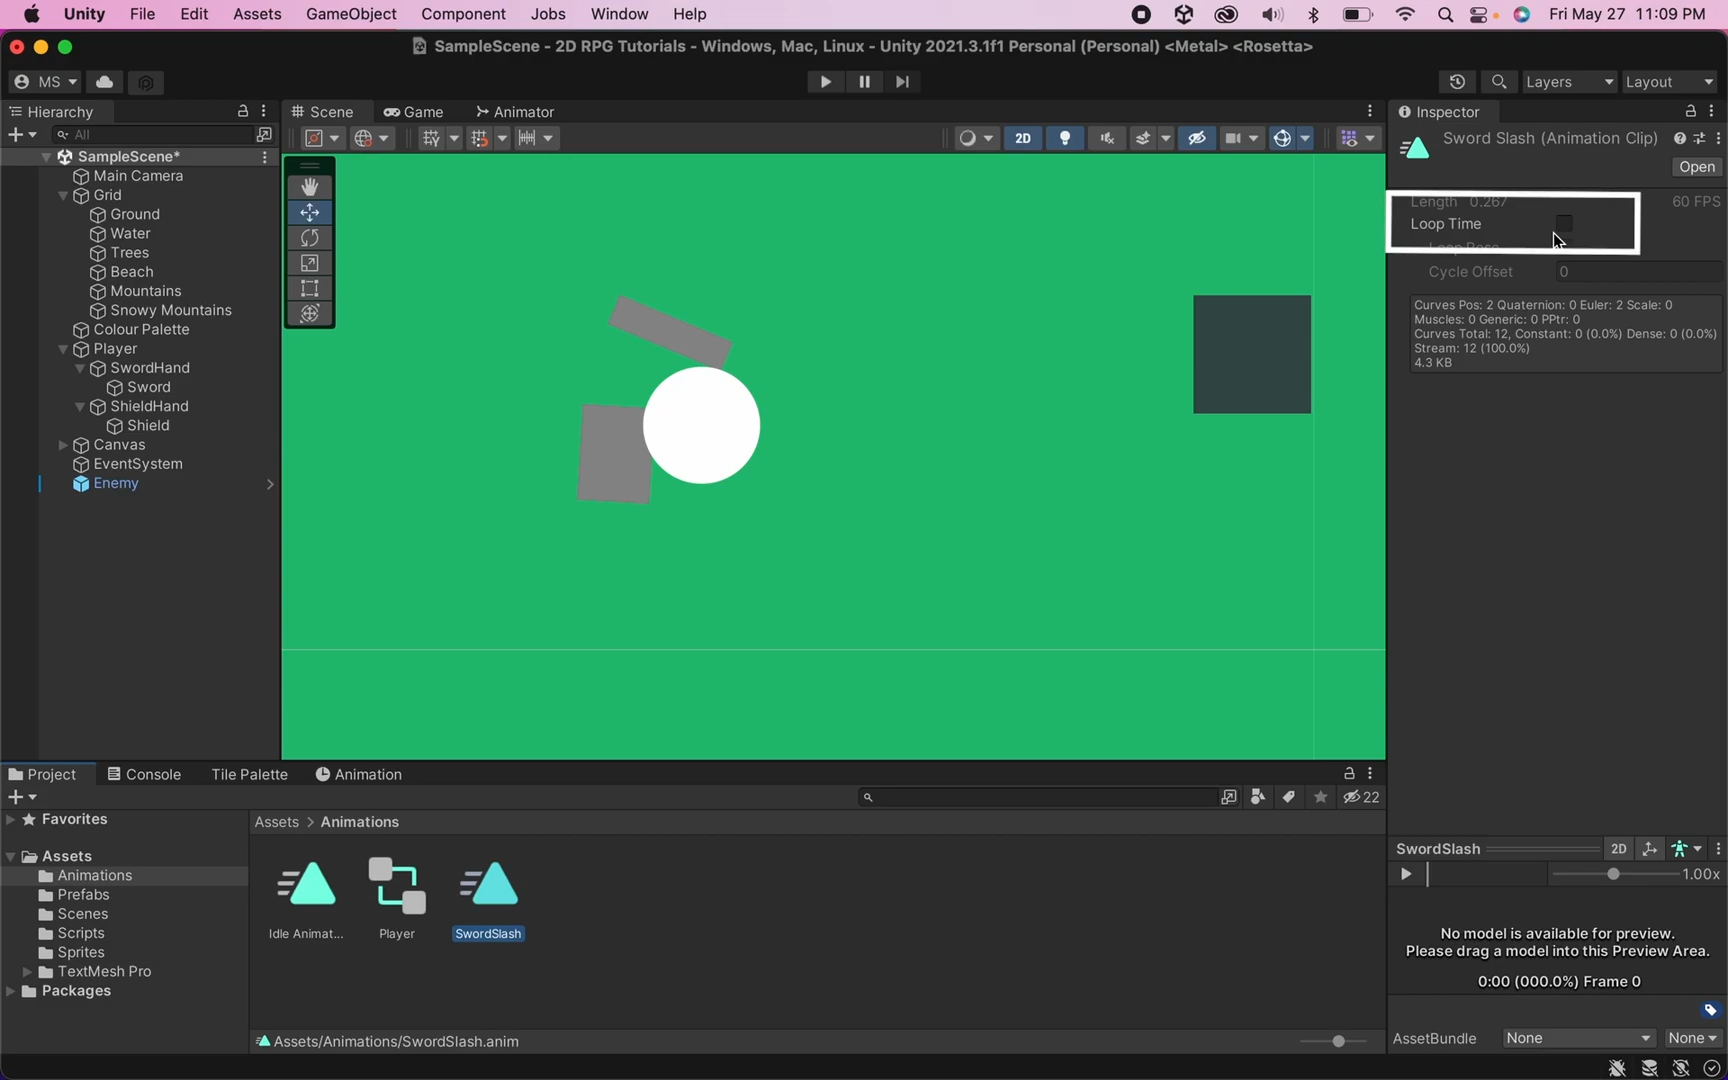 Unity File Edit Assets GameObject Component Jobs Window Help Fri May 27 11:09 PM
SampleScene - 2D RPG Tutorials - Windows, Mac, Linux - Unity 2021.3.1f1 Personal (Personal) <Metal> <Rosetta>
MS Layers Layout
Hierarchy
All
SampleScene*
Main Camera
Grid
Ground
Water
Trees
Beach
Mountains
Snowy Mountains
Colour Palette
Player
SwordHand
Sword
ShieldHand
Shield
Canvas
EventSystem
Enemy
Scene Game Animator
2D
Inspector
Sword Slash (Animation Clip)
Open
Length 0.267 60 FPS
Loop Time
Loop Pose
Cycle Offset 0
Curves Pos: 2 Quaternion: 0 Euler: 2 Scale: 0
Muscles: 0 Generic: 0 PPtr: 0
Curves Total: 12, Constant: 0 (0.0%) Dense: 0 (0.0%)
Stream: 12 (100.0%)
4.3 KB
Project Console Tile Palette Animation
22
Favorites
Assets
Animations
Prefabs
Scenes
Scripts
Sprites
TextMesh Pro
Packages
Assets > Animations
Idle Animat... Player SwordSlash
Assets/Animations/SwordSlash.anim
SwordSlash 2D
1.00x
No model is available for preview.
Please drag a model into this Preview Area.
0:00 (000.0%) Frame 0
AssetBundle None None